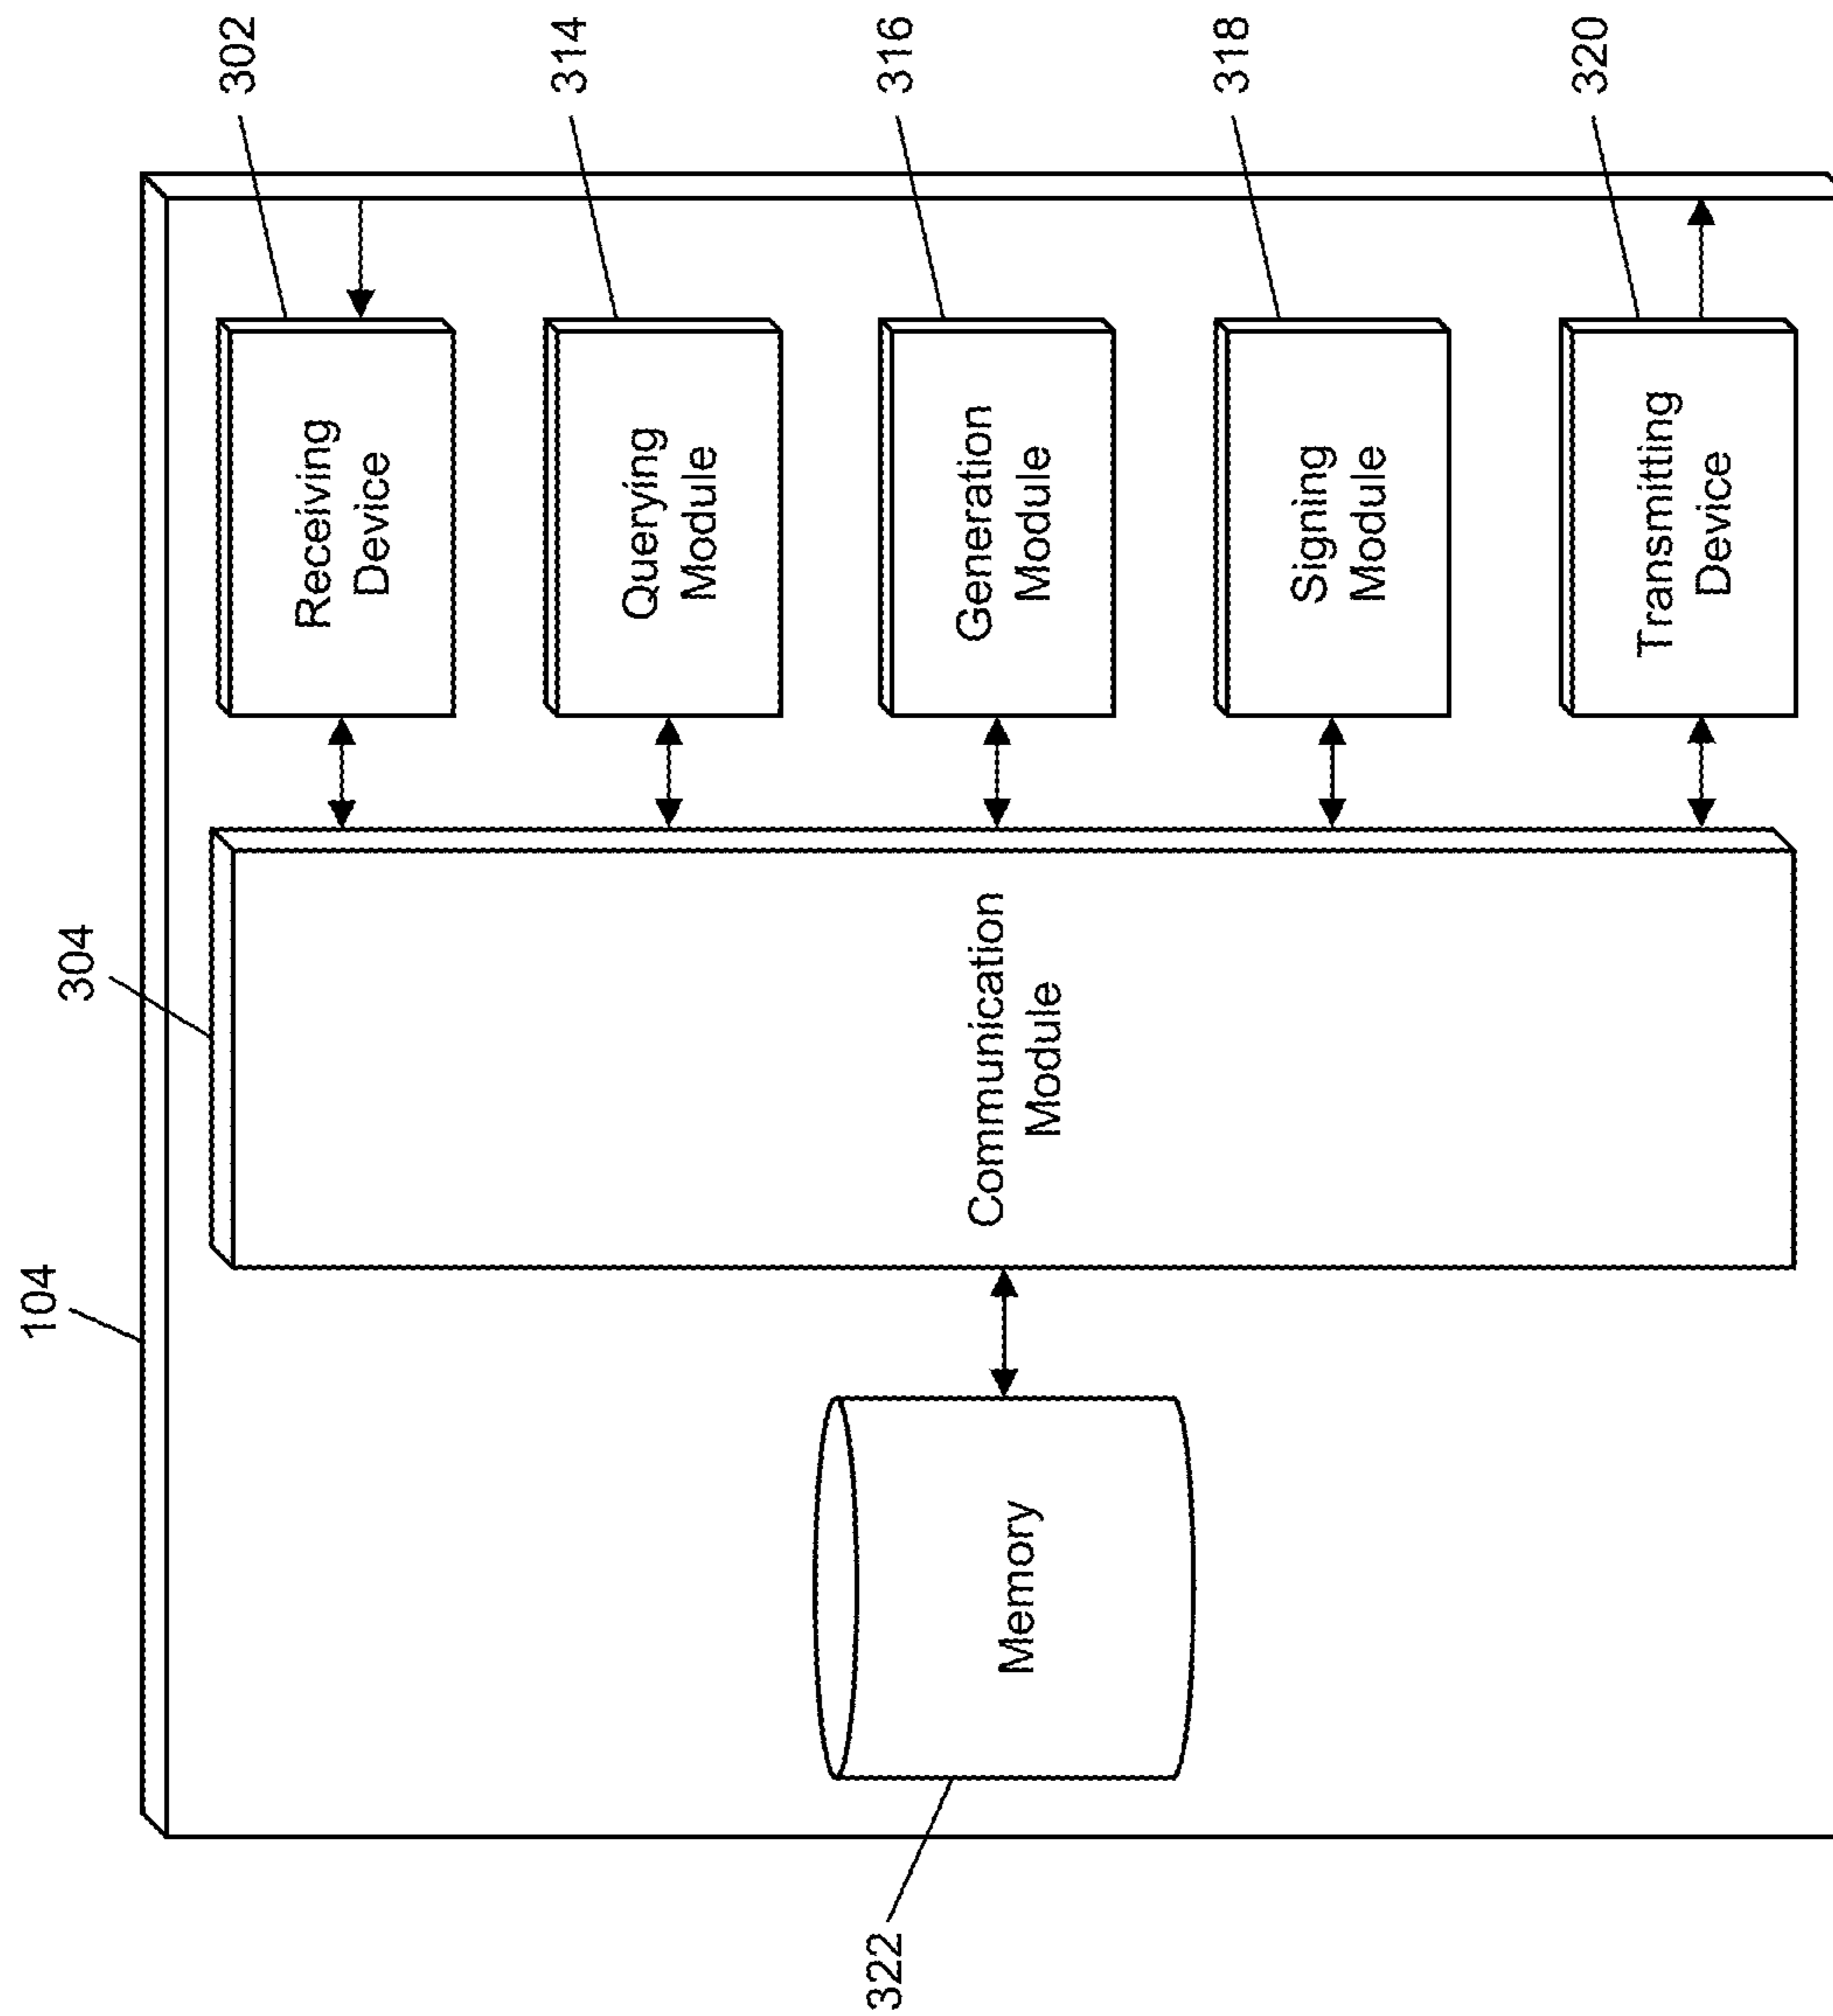 104
304
302
Receiving
Device
314
Querying
Module
316
Generation
Module
318
Signing
Module
320
Transmitting
Device
Communication
Module
Memory
322